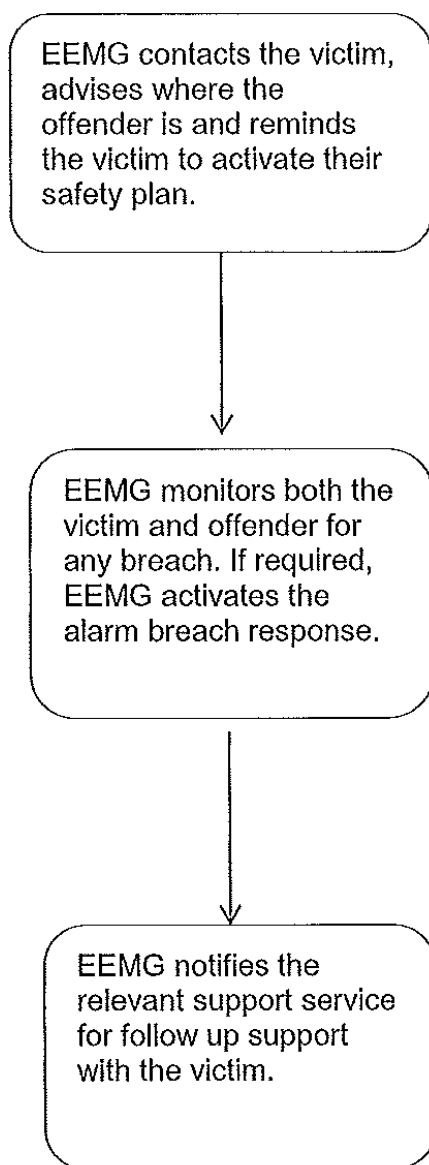 EEMG contacts the victim,
advises where the
offender is and reminds
the victim to activate their
safety plan.
EEMG monitors both the
victim and offender for
any breach. If required,
EEMG activates the
alarm breach response.
EEMG notifies the
relevant support service
for follow up support
with the victim.